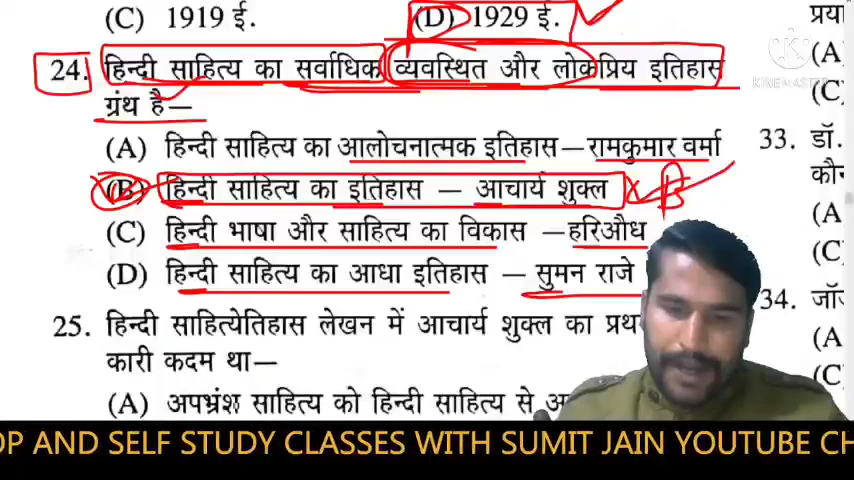 (C) 1919 ई. (D) 1929 ई.
प्रया
24. हिन्दी साहित्य का सर्वाधिक व्यवस्थित और लोकप्रिय इतिहास
(A)
KINEMASTER
ग्रंथ है—
(C)
(A) हिन्दी साहित्य का आलोचनात्मक इतिहास—रामकुमार वर्मा
33. डॉ.
(B) हिन्दी साहित्य का इतिहास — आचार्य शुक्ल
B
कौन
(C) हिन्दी भाषा और साहित्य का विकास —हरिऔध
(A
(C)
(D) हिन्दी साहित्य का आधा इतिहास — सुमन राजे
34. जॉ
25. हिन्दी साहित्येतिहास लेखन में आचार्य शुक्ल का प्रथ
(A
कारी कदम था—
(C
(A) अपभ्रंश साहित्य को हिन्दी साहित्य से अ
OP AND SELF STUDY CLASSES WITH SUMIT JAIN YOUTUBE CH